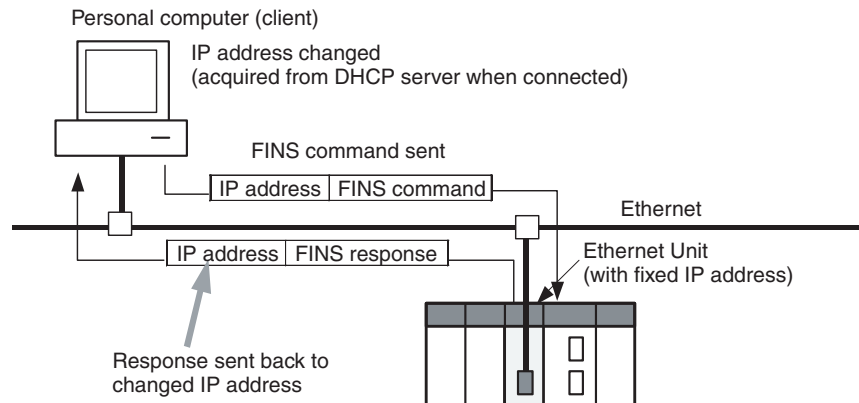 Personal computer (client)
IP address changed
(acquired from DHCP server when connected)
FINS command sent
IP address FINS command
Ethernet
IP address FINS response
Ethernet Unit
(with fixed IP address)
Response sent back to
changed IP address